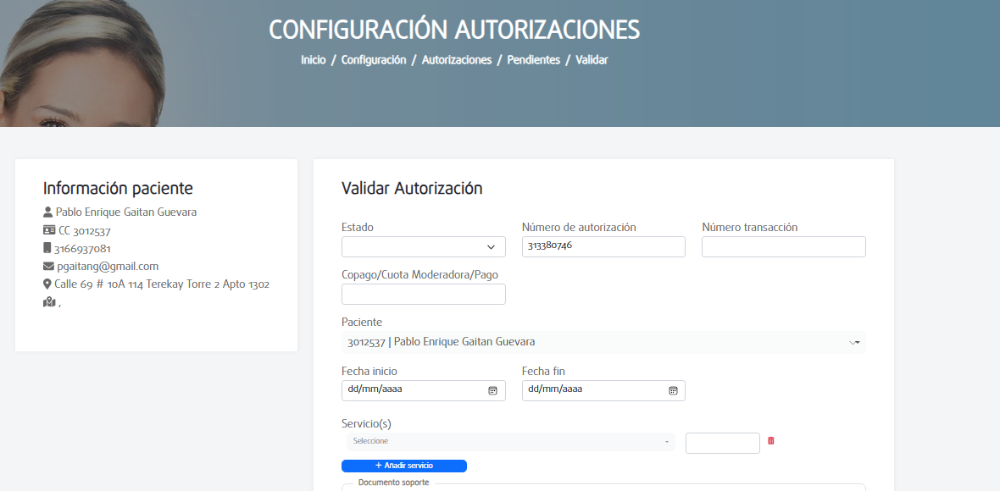 CONFIGURACIÓN AUTORIZACIONES
Inicio / Configuración / Autorizaciones / Pendientes / Validar
Información paciente
Pablo Enrique Gaitan Guevara
CC 3012537
3166937081
pgaitang@gmail.com
Calle 69 # 10A 114 Terekay Torre 2 Apto 1302
,
Validar Autorización
Estado
Número de autorización
313380746
Número transacción
Copago/Cuota Moderadora/Pago
Paciente
3012537 | Pablo Enrique Gaitan Guevara
Fecha inicio
dd/mm/aaaa
Fecha fin
dd/mm/aaaa
Servicio(s)
Seleccione
+ Añadir servicio
Documento soporte